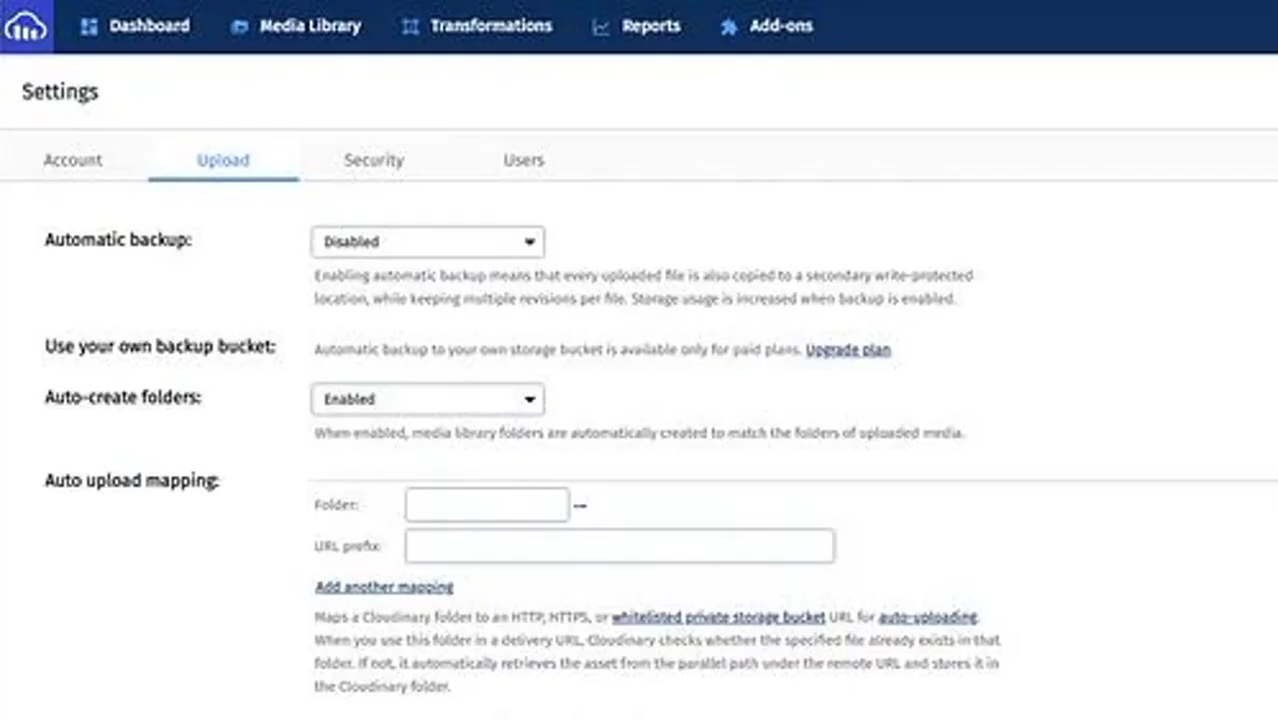 Dashboard Media Library Transformations Reports Add-ons
Settings
Account Upload Security Users
Automatic backup: Disabled
Enabling automatic backup means that every uploaded file is also copied to a secondary write-protected
location, while keeping multiple revisions per file. Storage usage is increased when backup is enabled.
Use your own backup bucket: Automatic backup to your own storage bucket is available only for paid plans. Upgrade plan
Auto-create folders: Enabled
When enabled, media library folders are automatically created to match the folders of uploaded media.
Auto upload mapping:
Folder: —
URL prefix:
Add another mapping
Maps a Cloudinary folder to an HTTP, HTTPS, or whitelisted private storage bucket URL for auto-uploading.
When you use this folder in a delivery URL, Cloudinary checks whether the specified file already exists in that
folder. If not, it automatically retrieves the asset from the parallel path under the remote URL and stores it in
the Cloudinary folder.